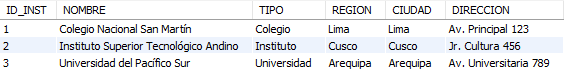 ID_INST NOMBRE TIPO REGION CIUDAD DIRECCION
1 Colegio Nacional San Martín Colegio Lima Lima Av. Principal 123
2 Instituto Superior Tecnológico Andino Instituto Cusco Cusco Jr. Cultura 456
3 Universidad del Pacífico Sur Universidad Arequipa Arequipa Av. Universitaria 789